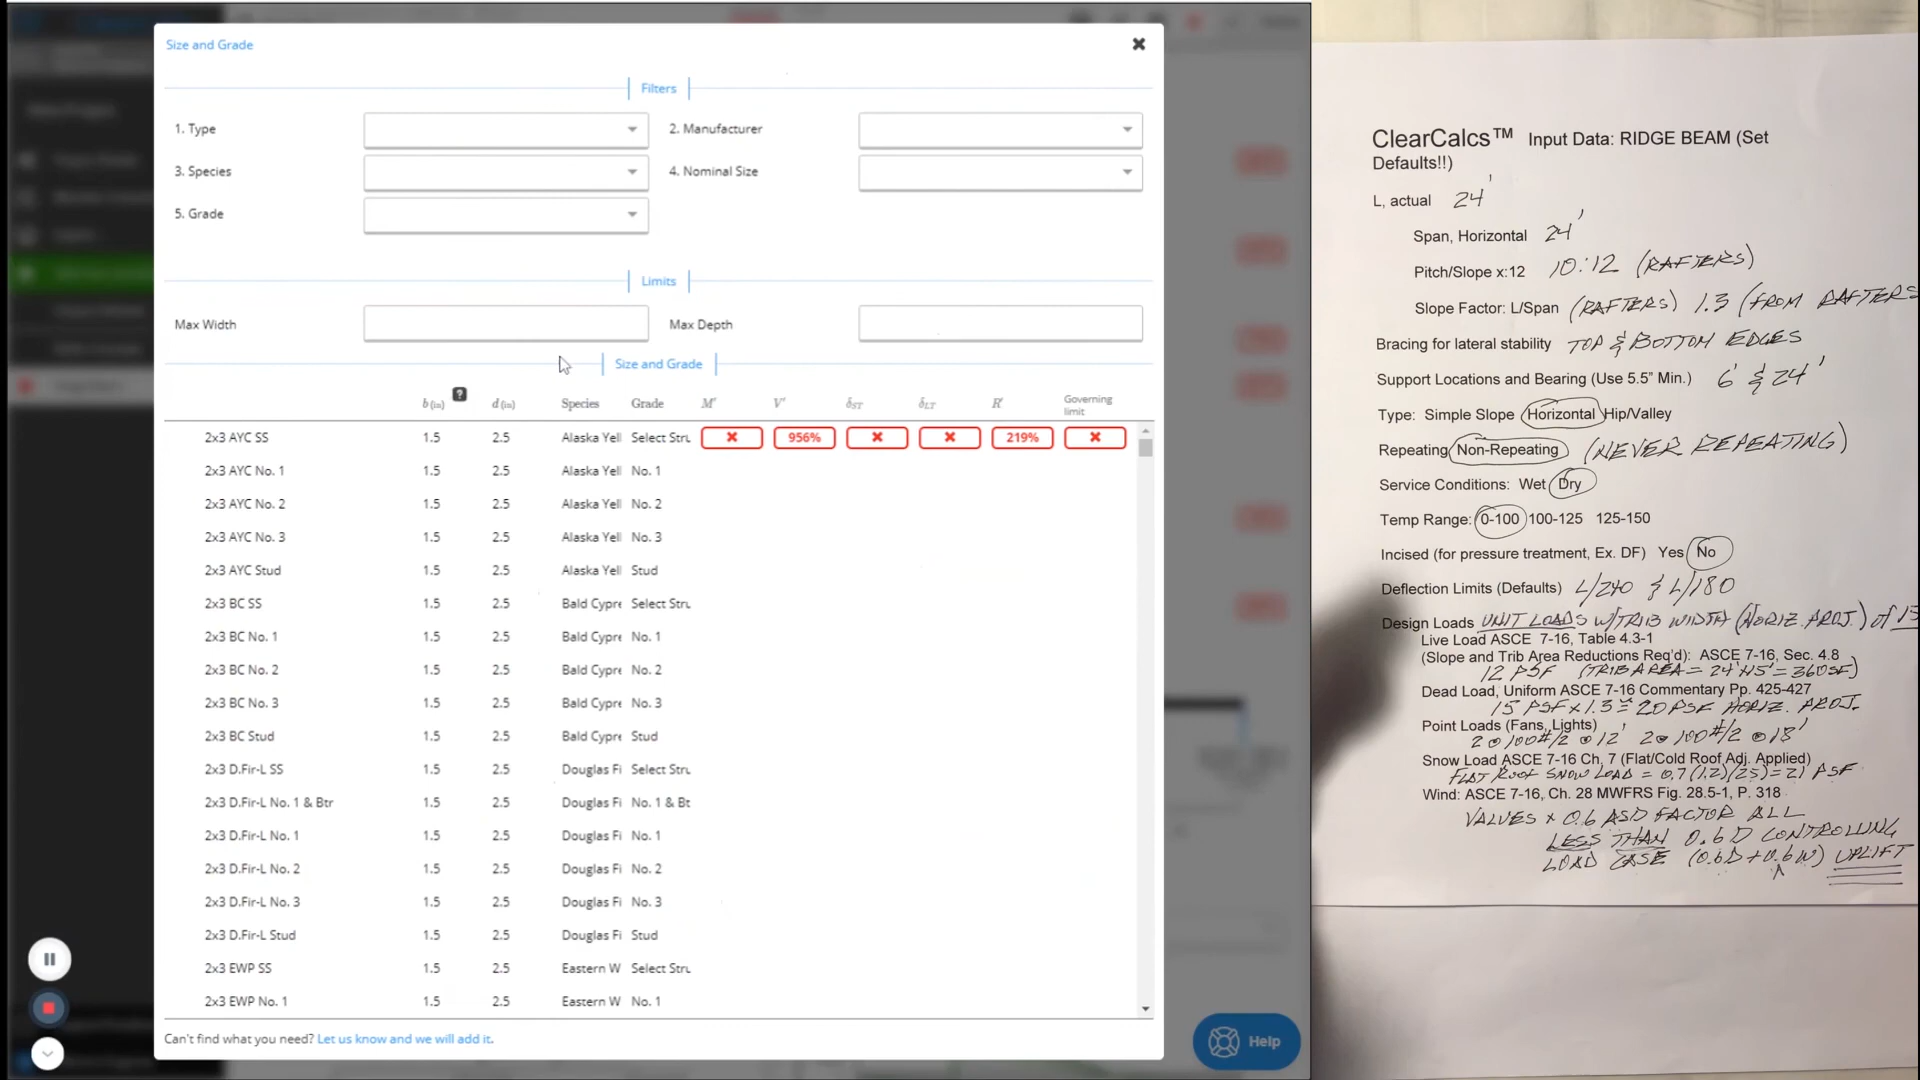 Size and Grade
Filters
1. Type
2. Manufacturer
3. Species
4. Nominal Size
5. Grade
Limits
Max Width
Max Depth
Size and Grade
b (in) ? d (in) Species Grade M' V' δST δLT R' Governing limit
2x3 AYC SS 1.5 2.5 Alaska Yell Select Stru 956% 219%
2x3 AYC No. 1 1.5 2.5 Alaska Yell No. 1
2x3 AYC No. 2 1.5 2.5 Alaska Yell No. 2
2x3 AYC No. 3 1.5 2.5 Alaska Yell No. 3
2x3 AYC Stud 1.5 2.5 Alaska Yell Stud
2x3 BC SS 1.5 2.5 Bald Cypre Select Stru
2x3 BC No. 1 1.5 2.5 Bald Cypre No. 1
2x3 BC No. 2 1.5 2.5 Bald Cypre No. 2
2x3 BC No. 3 1.5 2.5 Bald Cypre No. 3
2x3 BC Stud 1.5 2.5 Bald Cypre Stud
2x3 D.Fir-L SS 1.5 2.5 Douglas Fi Select Stru
2x3 D.Fir-L No. 1 & Btr 1.5 2.5 Douglas Fi No. 1 & Bt
2x3 D.Fir-L No. 1 1.5 2.5 Douglas Fi No. 1
2x3 D.Fir-L No. 2 1.5 2.5 Douglas Fi No. 2
2x3 D.Fir-L No. 3 1.5 2.5 Douglas Fi No. 3
2x3 D.Fir-L Stud 1.5 2.5 Douglas Fi Stud
2x3 EWP SS 1.5 2.5 Eastern W Select Stru
2x3 EWP No. 1 1.5 2.5 Eastern W No. 1
Can't find what you need? Let us know and we will add it.
Help
ClearCalcs™ Input Data: RIDGE BEAM (Set
Defaults!!)
L, actual 24'
Span, Horizontal 24'
Pitch/Slope x:12 10:12 (RAFTERS)
Slope Factor: L/Span (RAFTERS) 1.3 (FROM RAFTERS
Bracing for lateral stability TOP & BOTTOM EDGES
Support Locations and Bearing (Use 5.5" Min.) 6' & 24'
Type: Simple Slope Horizontal Hip/Valley
Repeating Non-Repeating (NEVER REPEATING)
Service Conditions: Wet Dry
Temp Range: 0-100 100-125 125-150
Incised (for pressure treatment, Ex. DF) Yes No
Deflection Limits (Defaults) L/240 & L/180
Design Loads UNIT LOADS W/TRIB WIDTH (HORIZ. PROJ.) of 15
Live Load ASCE 7-16, Table 4.3-1
(Slope and Trib Area Reductions Req'd): ASCE 7-16, Sec. 4.8
12 PSF (TRIB AREA = 24'x15' = 360SF)
Dead Load, Uniform ASCE 7-16 Commentary Pp. 425-427
15 PSF x 1.3 ≅ 20 PSF HORIZ. PROJ.
Point Loads (Fans, Lights)
2@100#/2 @ 12' 2@100#/2 @ 18'
Snow Load ASCE 7-16 Ch. 7 (Flat/Cold Roof Adj. Applied)
FLAT ROOF SNOW LOAD = 0.7(1.2)(25) = 21 PSF
Wind: ASCE 7-16, Ch. 28 MWFRS Fig. 28.5-1, P. 318
VALUES x 0.6 ASD FACTOR ALL
LESS THAN 0.6 D CONTROLLING
LOAD CASE (0.6D + 0.6W) UPLIFT